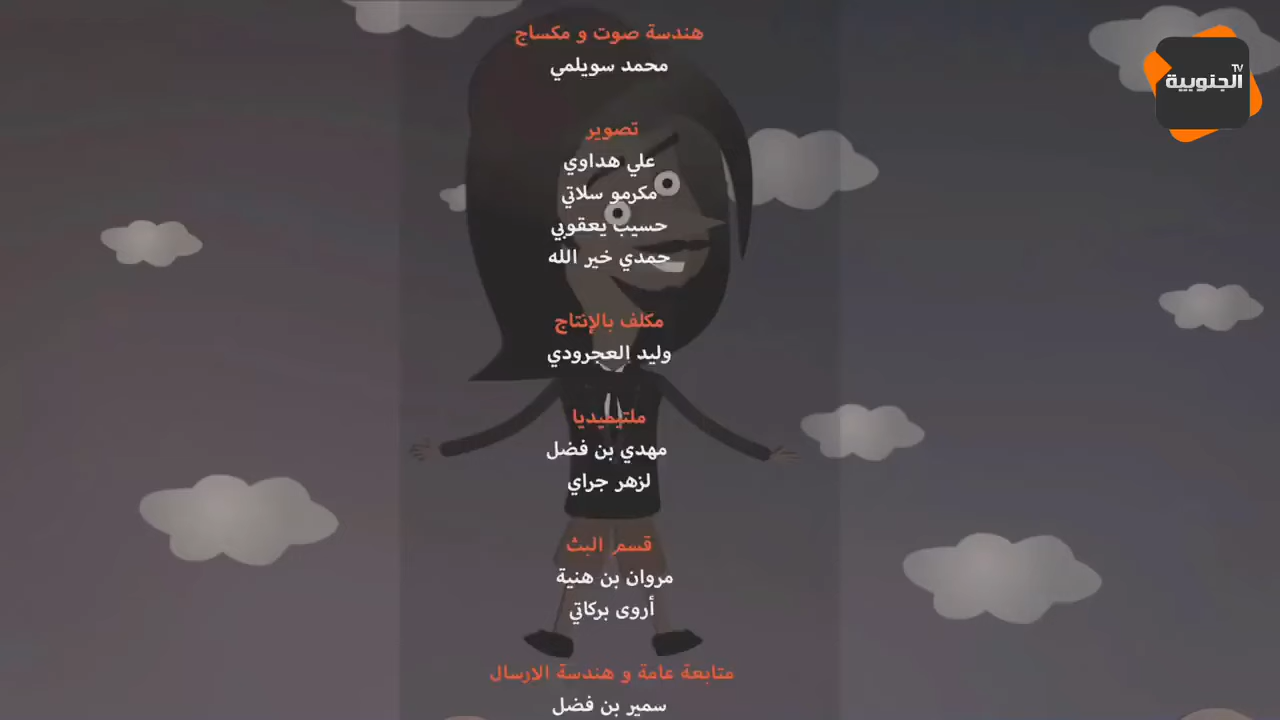 هندسة صوت و مكساج
محمد سويلمي
تصوير
علي هداوي
مكرمو سلاتي
حسيب يعقوبي
حمدي خير الله
مكلف بالإنتاج
وليد العجرودي
ملتيميديا
مهدي بن فضل
لزهر جراي
قسم البث
مروان بن هنية
أروى بركاتي
متابعة عامة و هندسة الارسال
سمير بن فضل
الجنوبية TV